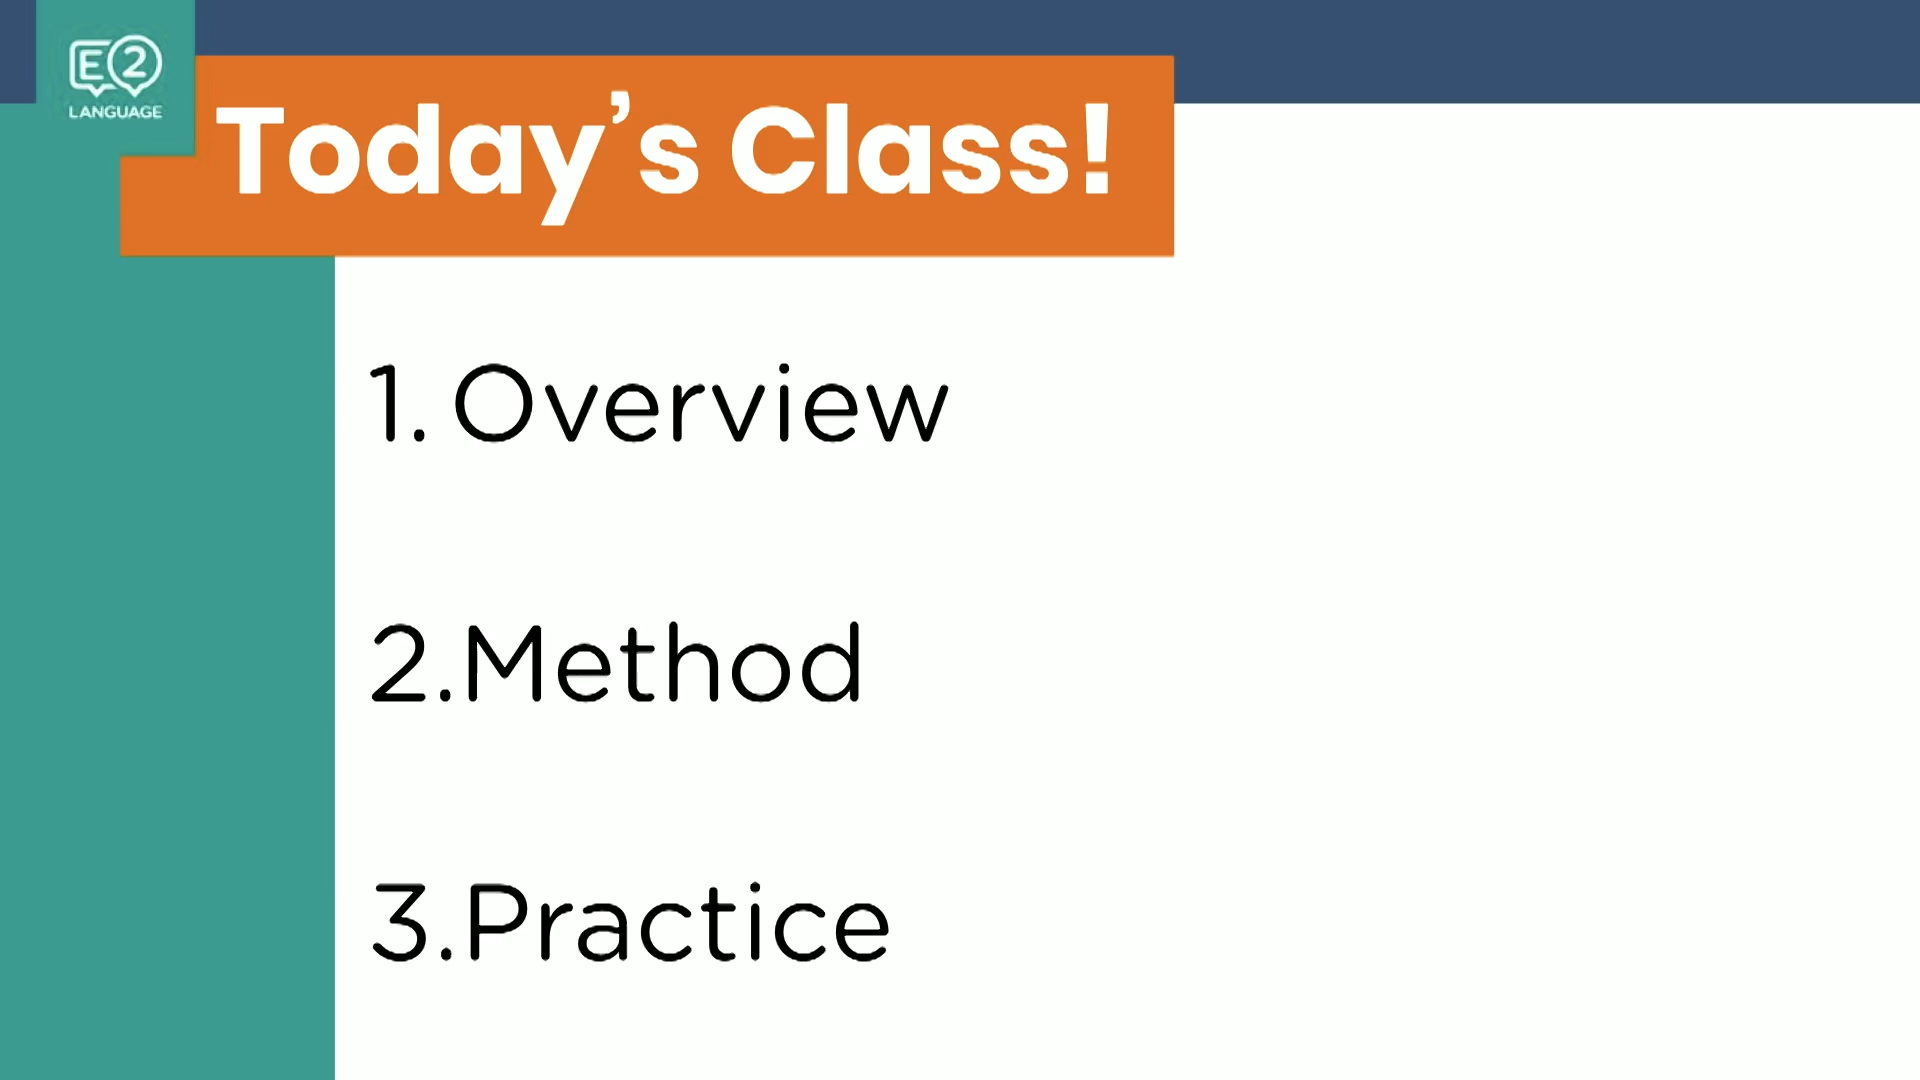 E2
LANGUAGE
Today’s Class!
1. Overview
2.Method
3.Practice